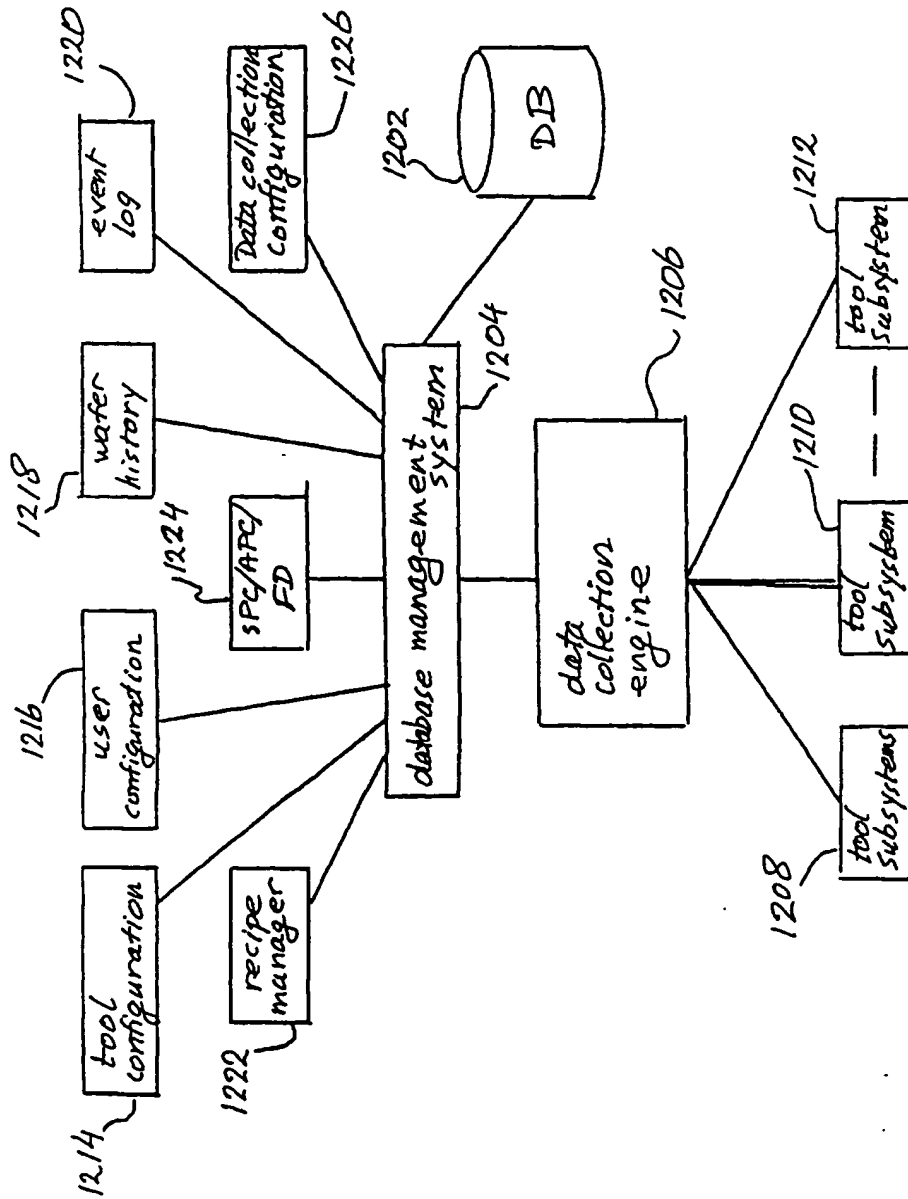 1214
tool
configuration
1216
user
configuration
1218
wafer
history
1220
event
log
1222
recipe
manager
1224
SPC/APC/
FD
1226
Data collection
configuration
1202
DB
database management
system
1204
data
collection
engine
1206
1208
tool
subsystems
1210
tool
subsystem
1212
tool
subsystem